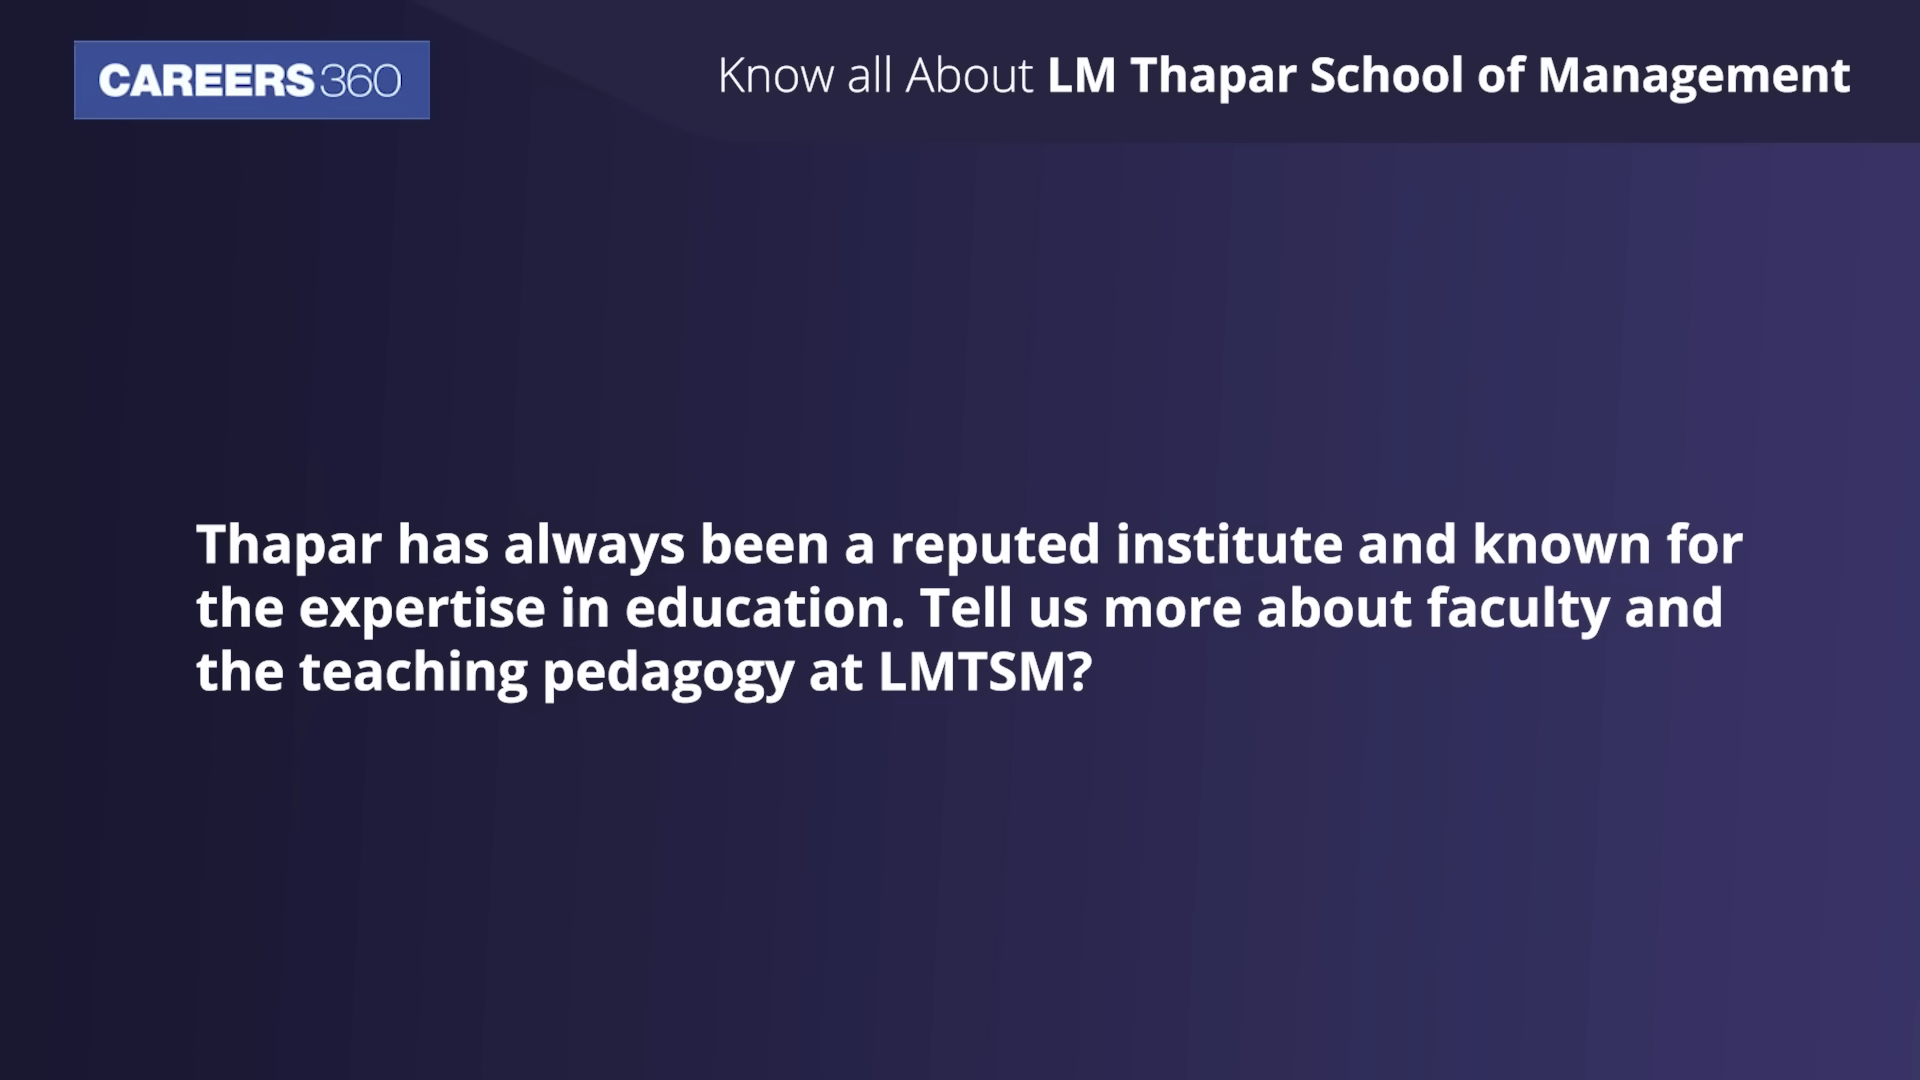 CAREERS360
Know all About LM Thapar School of Management
Thapar has always been a reputed institute and known for
the expertise in education. Tell us more about faculty and
the teaching pedagogy at LMTSM?